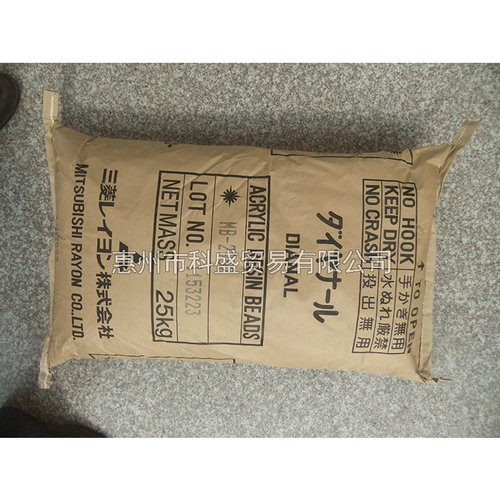 ↑ TO OPEN
NO HOOK 手かぎ無用
KEEP DRY 水ぬれ厳禁
NO CRASH 投出無用
ダイヤナール
DIANAL
ACRYLIC RESIN BEADS
LOT NO.
NET MASS 25kg
三菱レイヨン株式会社
MITSUBISHI RAYON CO.,LTD.
惠州市科盛贸易有限公司